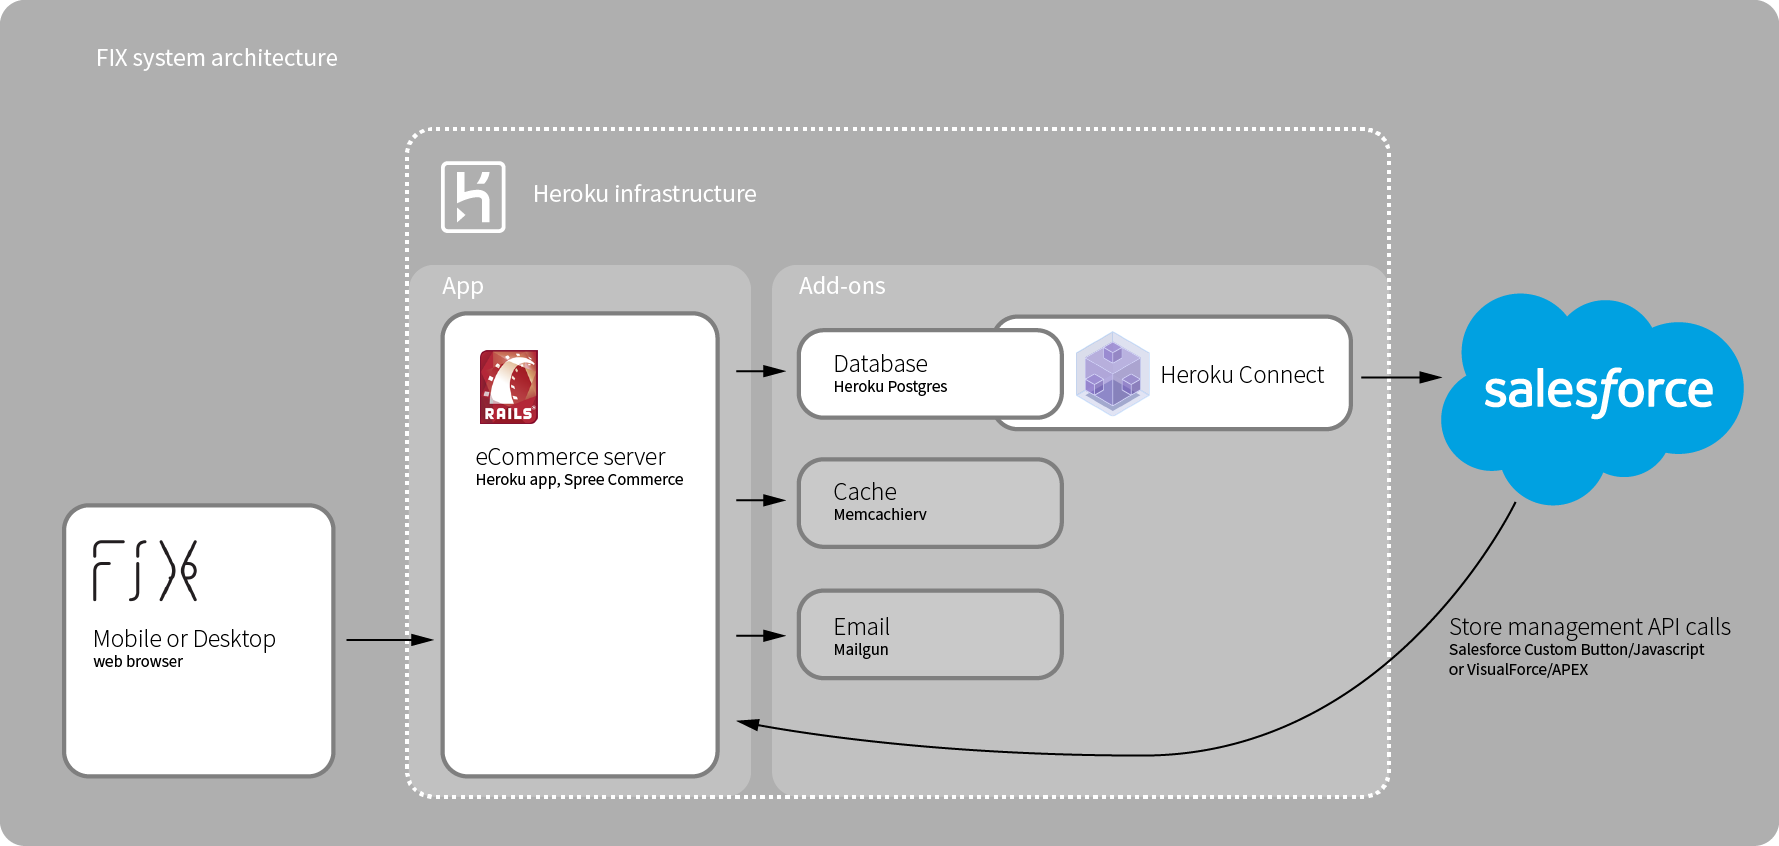 FIX system architecture
Heroku infrastructure
App
Add-ons
RAILS
eCommerce server
Heroku app, Spree Commerce
Database
Heroku Postgres
Heroku Connect
salesforce
Cache
Memcachierv
Email
Mailgun
FIX
Mobile or Desktop
web browser
Store management API calls
Salesforce Custom Button/Javascript
or VisualForce/APEX